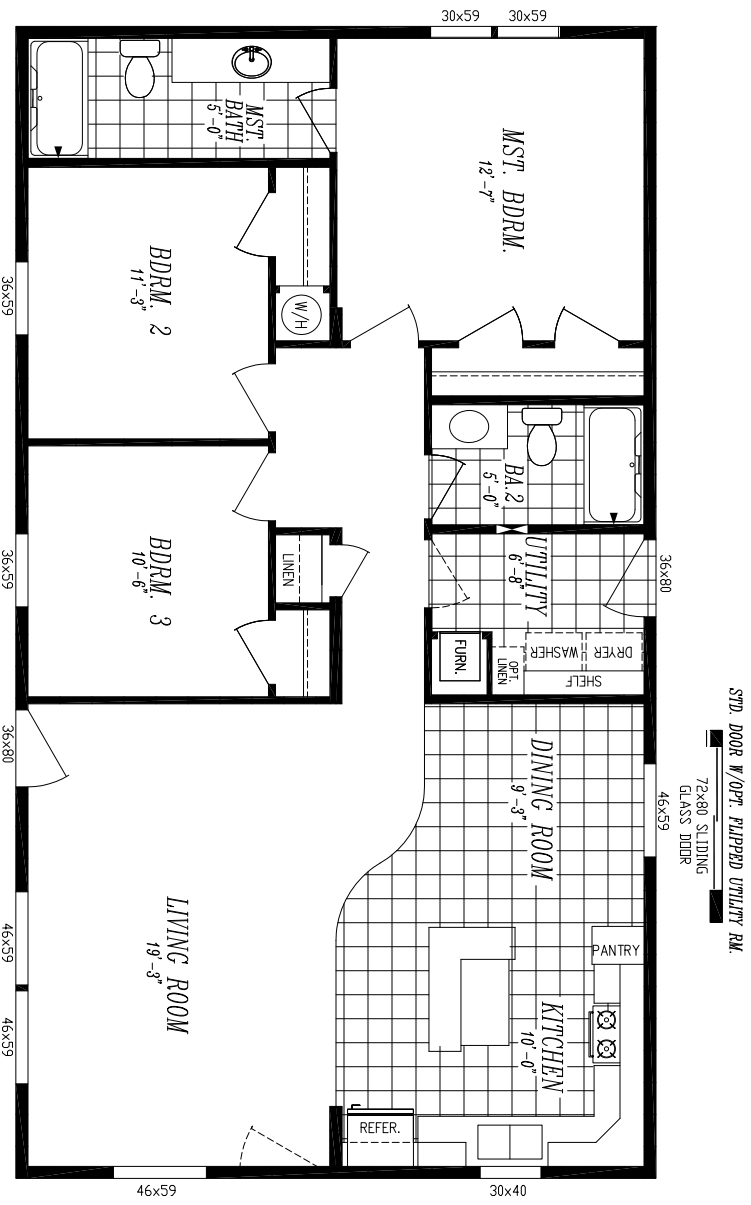 30x59
30x59
MST.
BATH
5'-0"
MST. BDRM.
12'-7"
BDRM. 2
11'-3"
W/H
36x59
BA.2
5'-0"
BDRM. 3
10'-6"
36x59
LINEN
UTILITY
6'-8"
36x80
FURN.
OPT.
LINEN
WASHER
DRYER
SHELF
STD. DOOR W/OPT. FLIPPED UTILITY RM.
72x80 SLIDING
GLASS DOOR
36x80
DINING ROOM
9'-3"
46x59
LIVING ROOM
19'-3"
46x59
46x59
PANTRY
KITCHEN
10'-0"
REFER.
46x59
30x40